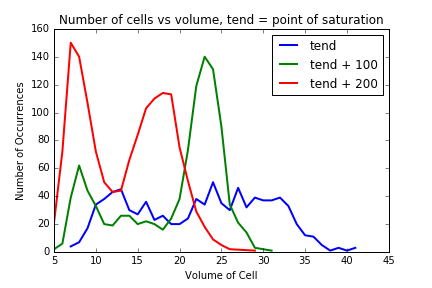 Number of cells vs volume, tend = point of saturation
160
140
120
100
80
60
40
20
0
Number of Occurrences
tend
tend + 100
tend + 200
5 10 15 20 25 30 35 40 45
Volume of Cell